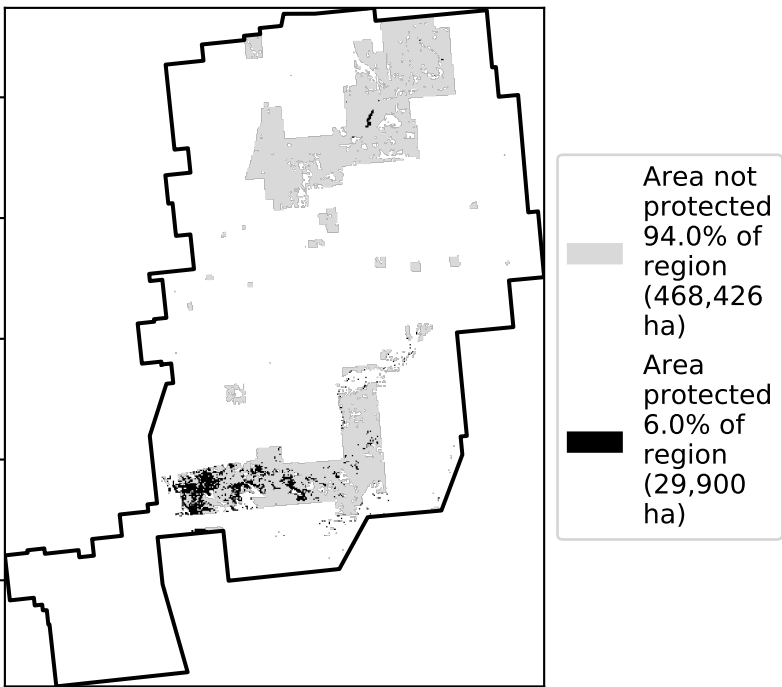 Area not
protected
94.0% of
region
(468,426
ha)
Area
protected
6.0% of
region
(29,900
ha)